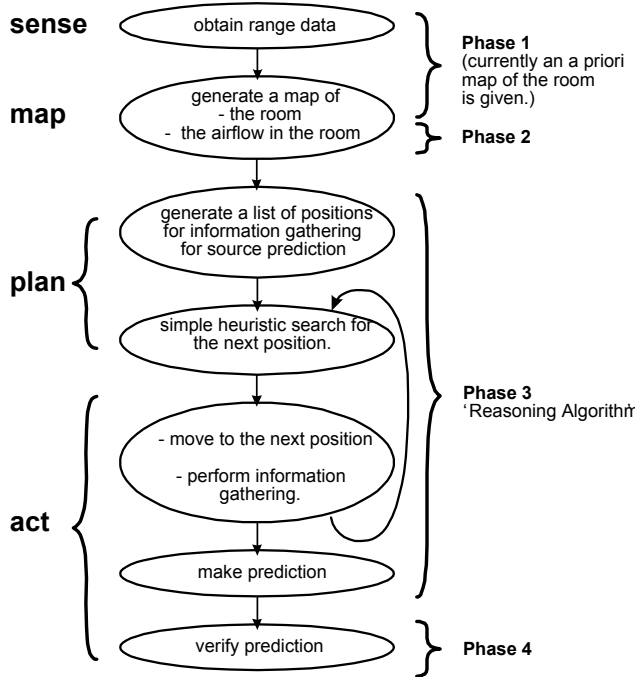 sense
obtain range data
Phase 1
(currently an a priori
map of the room
is given.)
map
generate a map of
- the room
- the airflow in the room
Phase 2
generate a list of positions
for information gathering
for source prediction
plan
simple heuristic search for
the next position.
Phase 3
'Reasoning Algorithm
- move to the next position
- perform information
gathering.
act
make prediction
verify prediction
Phase 4